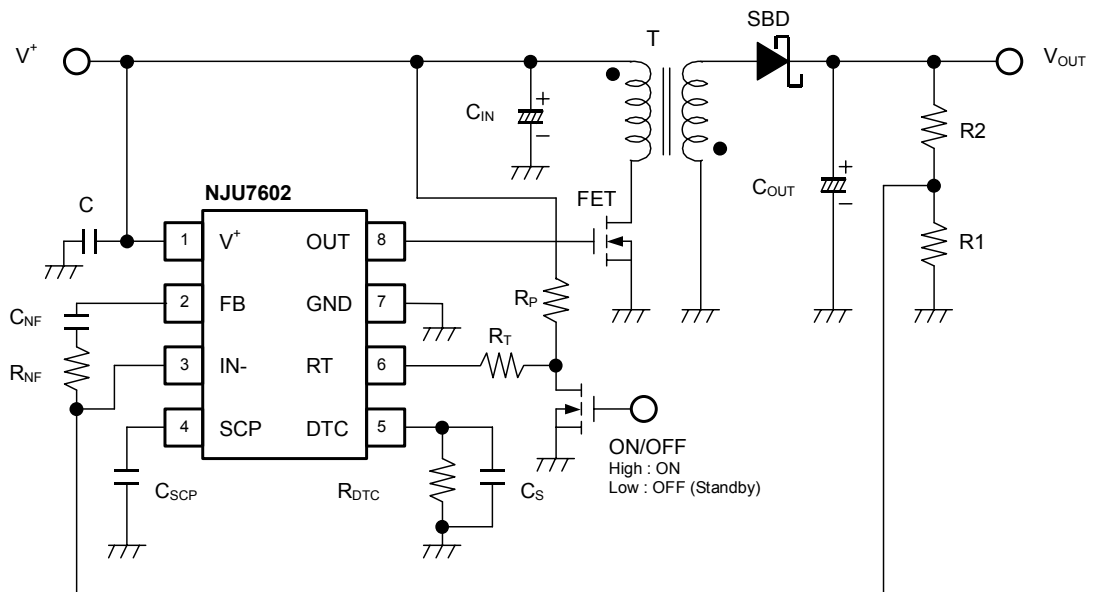 SBD
T
V+
VOUT
+
CIN
−
R2
+
COUT
−
R1
NJU7602
FET
C
1 V+ OUT 8
RP
CNF
2 FB GND 7
RT
RNF
3 IN- RT 6
4 SCP DTC 5
ON/OFF
High : ON
Low : OFF (Standby)
CSCP
RDTC
CS